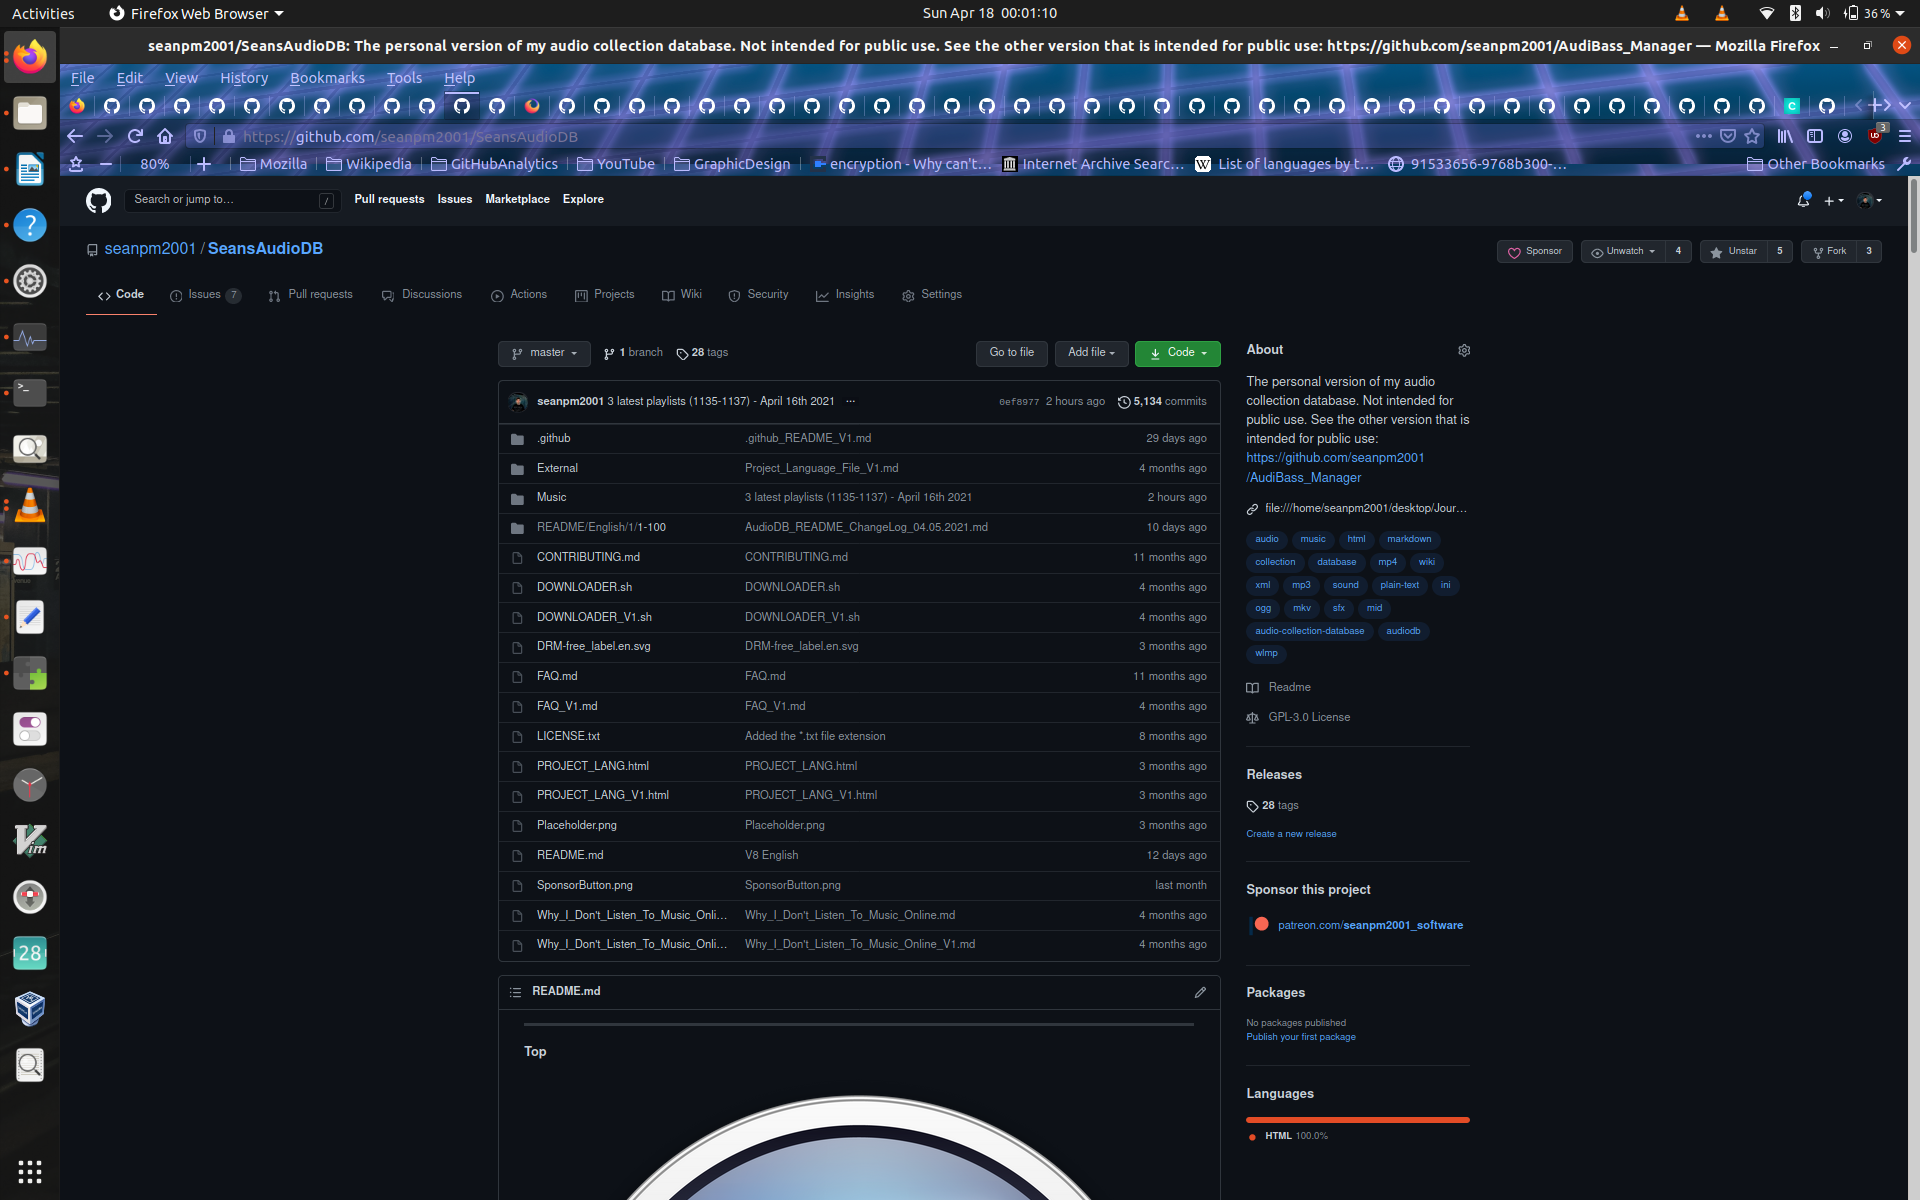 Activities Firefox Web Browser Sun Apr 18 00:01:10 36 %
seanpm2001/SeansAudioDB: The personal version of my audio collection database. Not intended for public use. See the other version that is intended for public use: https://github.com/seanpm2001/AudiBass_Manager — Mozilla Firefox
File Edit View History Bookmarks Tools Help
https://github.com/seanpm2001/SeansAudioDB 3
80% Mozilla Wikipedia GitHubAnalytics YouTube GraphicDesign encryption - Why can't… Internet Archive Searc… List of languages by t… 91533656-9768b300-… Other Bookmarks
Search or jump to… / Pull requests Issues Marketplace Explore
seanpm2001 / SeansAudioDB Sponsor Unwatch 4 Unstar 5 Fork 3
Code Issues 7 Pull requests Discussions Actions Projects Wiki Security Insights Settings
master 1 branch 28 tags Go to file Add file Code
seanpm2001 3 latest playlists (1135-1137) - April 16th 2021 ... 0ef8977 2 hours ago 5,134 commits
.github .github_README_V1.md 29 days ago
External Project_Language_File_V1.md 4 months ago
Music 3 latest playlists (1135-1137) - April 16th 2021 2 hours ago
README/English/1/1-100 AudioDB_README_ChangeLog_04.05.2021.md 10 days ago
CONTRIBUTING.md CONTRIBUTING.md 11 months ago
DOWNLOADER.sh DOWNLOADER.sh 4 months ago
DOWNLOADER_V1.sh DOWNLOADER_V1.sh 4 months ago
DRM-free_label.en.svg DRM-free_label.en.svg 3 months ago
FAQ.md FAQ.md 11 months ago
FAQ_V1.md FAQ_V1.md 4 months ago
LICENSE.txt Added the *.txt file extension 8 months ago
PROJECT_LANG.html PROJECT_LANG.html 3 months ago
PROJECT_LANG_V1.html PROJECT_LANG_V1.html 3 months ago
Placeholder.png Placeholder.png 3 months ago
README.md V8 English 12 days ago
SponsorButton.png SponsorButton.png last month
Why_I_Don't_Listen_To_Music_Onli… Why_I_Don't_Listen_To_Music_Online.md 4 months ago
Why_I_Don't_Listen_To_Music_Onli… Why_I_Don't_Listen_To_Music_Online_V1.md 4 months ago
README.md
Top
About
The personal version of my audio
collection database. Not intended for
public use. See the other version that is
intended for public use:
https://github.com/seanpm2001
/AudiBass_Manager
file:///home/seanpm2001/desktop/Jour…
audio music html markdown
collection database mp4 wiki
xml mp3 sound plain-text ini
ogg mkv sfx mid
audio-collection-database audiodb
wlmp
Readme
GPL-3.0 License
Releases
28 tags
Create a new release
Sponsor this project
patreon.com/seanpm2001_software
Packages
No packages published
Publish your first package
Languages
HTML 100.0%
28